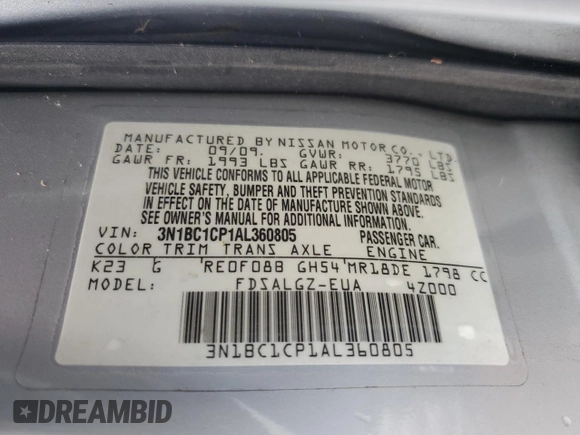 MANUFACTURED BY NISSAN MOTOR CO., LTD.
DATE: 09/09. GVWR: 3770 LBS
GAWR FR: 1993 LBS GAWR RR: 1795 LBS
THIS VEHICLE CONFORMS TO ALL APPLICABLE FEDERAL MOTOR
VEHICLE SAFETY, BUMPER AND THEFT PREVENTION STANDARDS
IN EFFECT ON THE DATE OF MANUFACTURE SHOWN ABOVE.
SEE OWNER'S MANUAL FOR ADDITIONAL INFORMATION.
VIN: 3N1BC1CP1AL360805 PASSENGER CAR.
COLOR TRIM TRANS AXLE ENGINE
K23 G RE0F08B GH54 MR18DE 1798 CC
MODEL: FDSALGZ-EUA 4Z000
3N1BC1CP1AL360805
DREAMBID